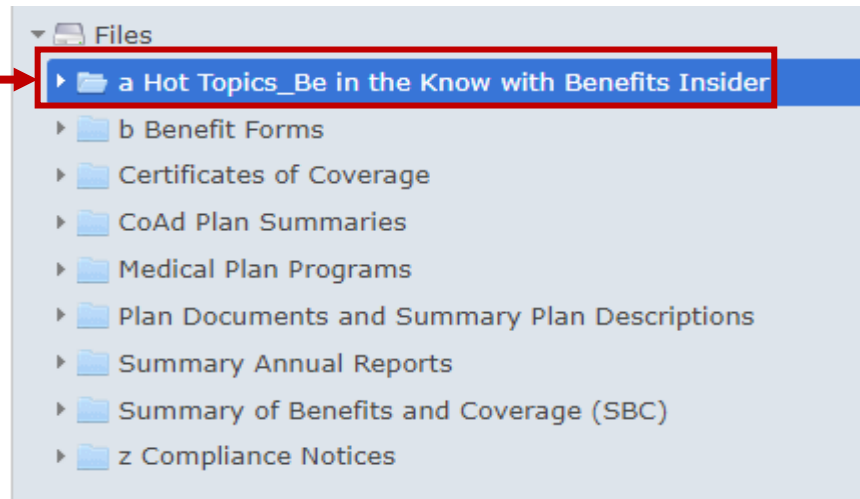 Files
a Hot Topics_Be in the Know with Benefits Insider
b Benefit Forms
Certificates of Coverage
CoAd Plan Summaries
Medical Plan Programs
Plan Documents and Summary Plan Descriptions
Summary Annual Reports
Summary of Benefits and Coverage (SBC)
z Compliance Notices